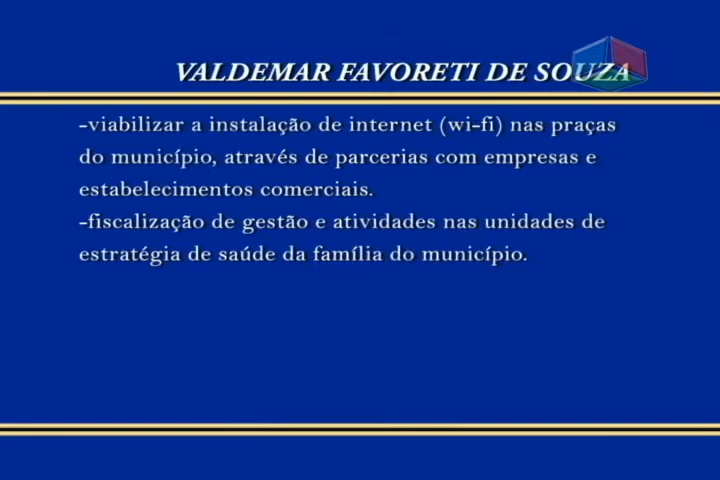 VALDEMAR FAVORETI DE SOUZA
-viabilizar a instalação de internet (wi-fi) nas praças
do município, através de parcerias com empresas e
estabelecimentos comerciais.
-fiscalização de gestão e atividades nas unidades de
estratégia de saúde da família do município.